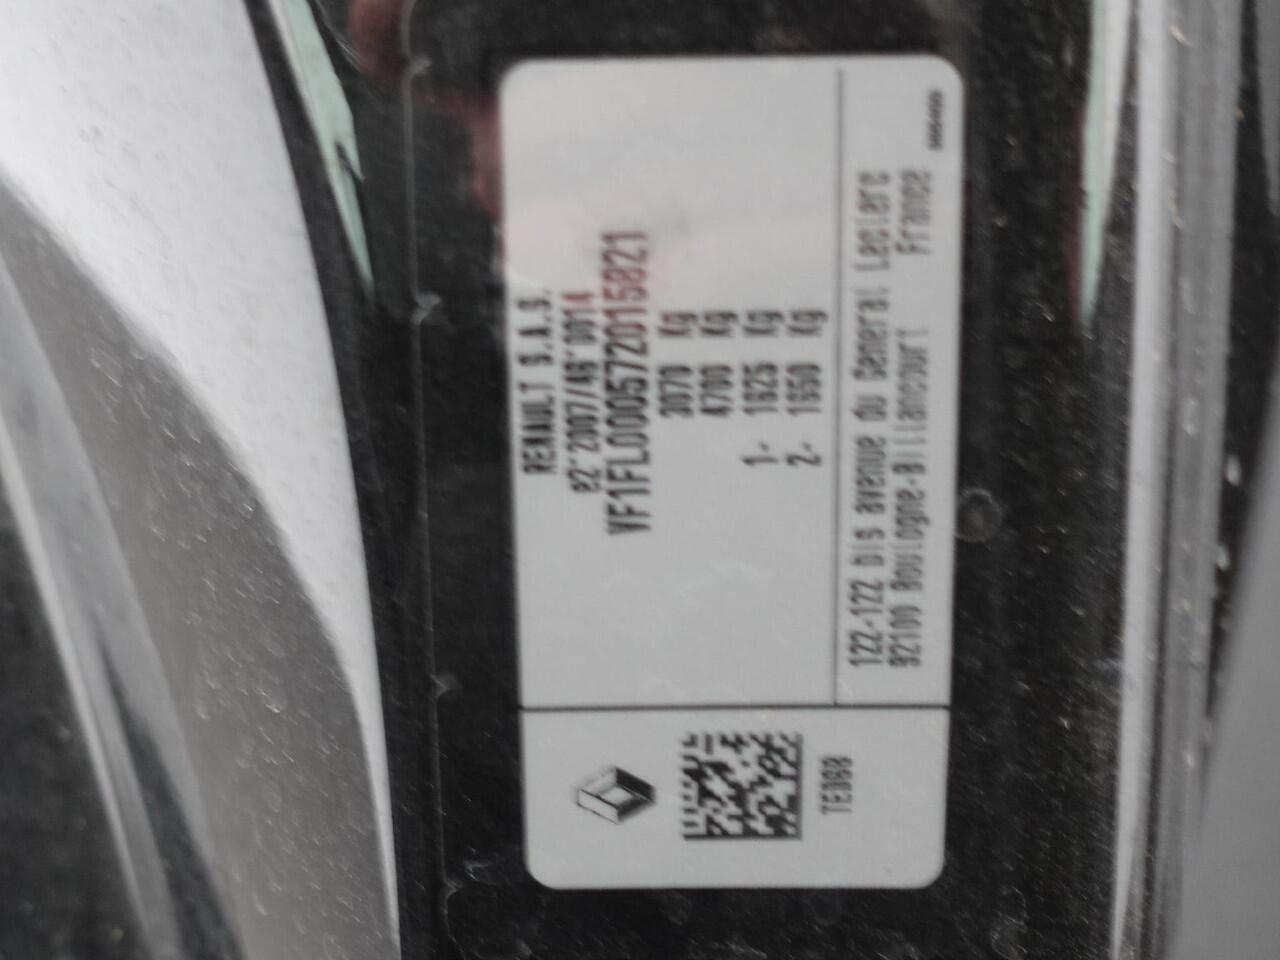 RENAULT S.A.S.
e2*2007/46*0014
VF1FL000572015821
3070 Kg
4700 Kg
1- 1625 Kg
2- 1650 Kg
122-122 bis avenue du General Leclerc
92100 Boulogne-Billancourt France